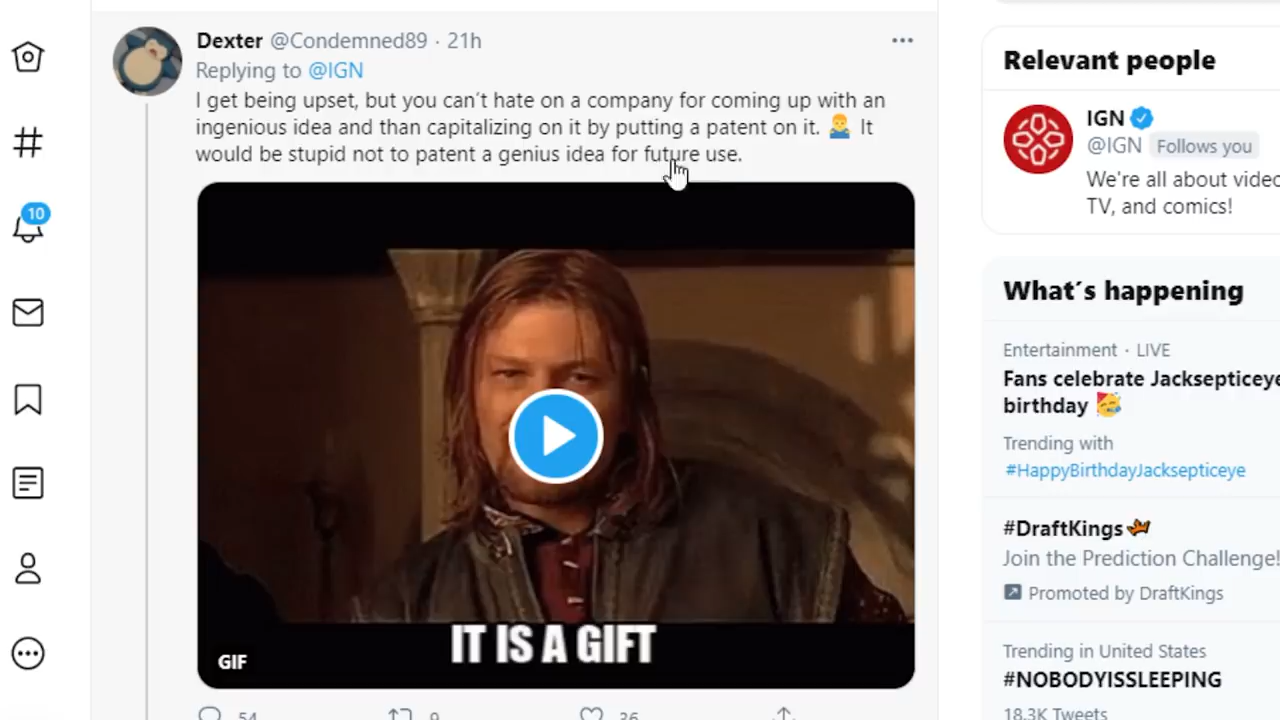 Dexter @Condemned89 · 21h
Replying to @IGN
I get being upset, but you can't hate on a company for coming up with an
ingenious idea and than capitalizing on it by putting a patent on it. 🤷‍♂️ It
would be stupid not to patent a genius idea for future use.
IT IS A GIFT
GIF
54 9 36
10
Relevant people
IGN
@IGN Follows you
We're all about video
TV, and comics!
What's happening
Entertainment · LIVE
Fans celebrate Jacksepticeye
birthday 🥳
Trending with
#HappyBirthdayJacksepticeye
#DraftKings
Join the Prediction Challenge!
Promoted by DraftKings
Trending in United States
#NOBODYISSLEEPING
18.3K Tweets